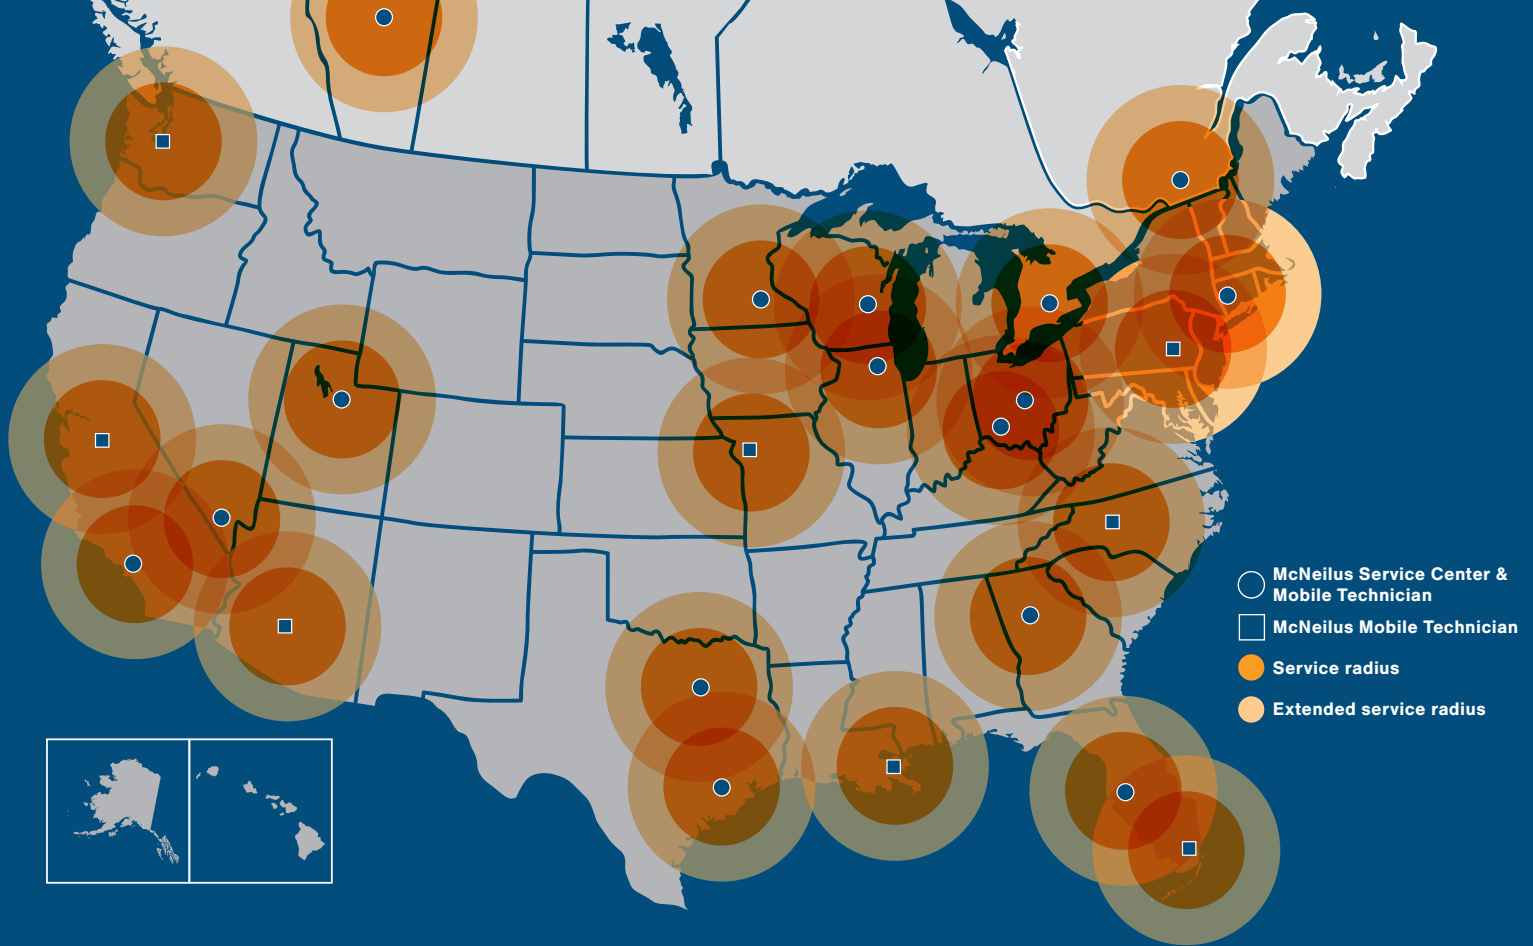 McNeilus Service Center &
Mobile Technician
McNeilus Mobile Technician
Service radius
Extended service radius